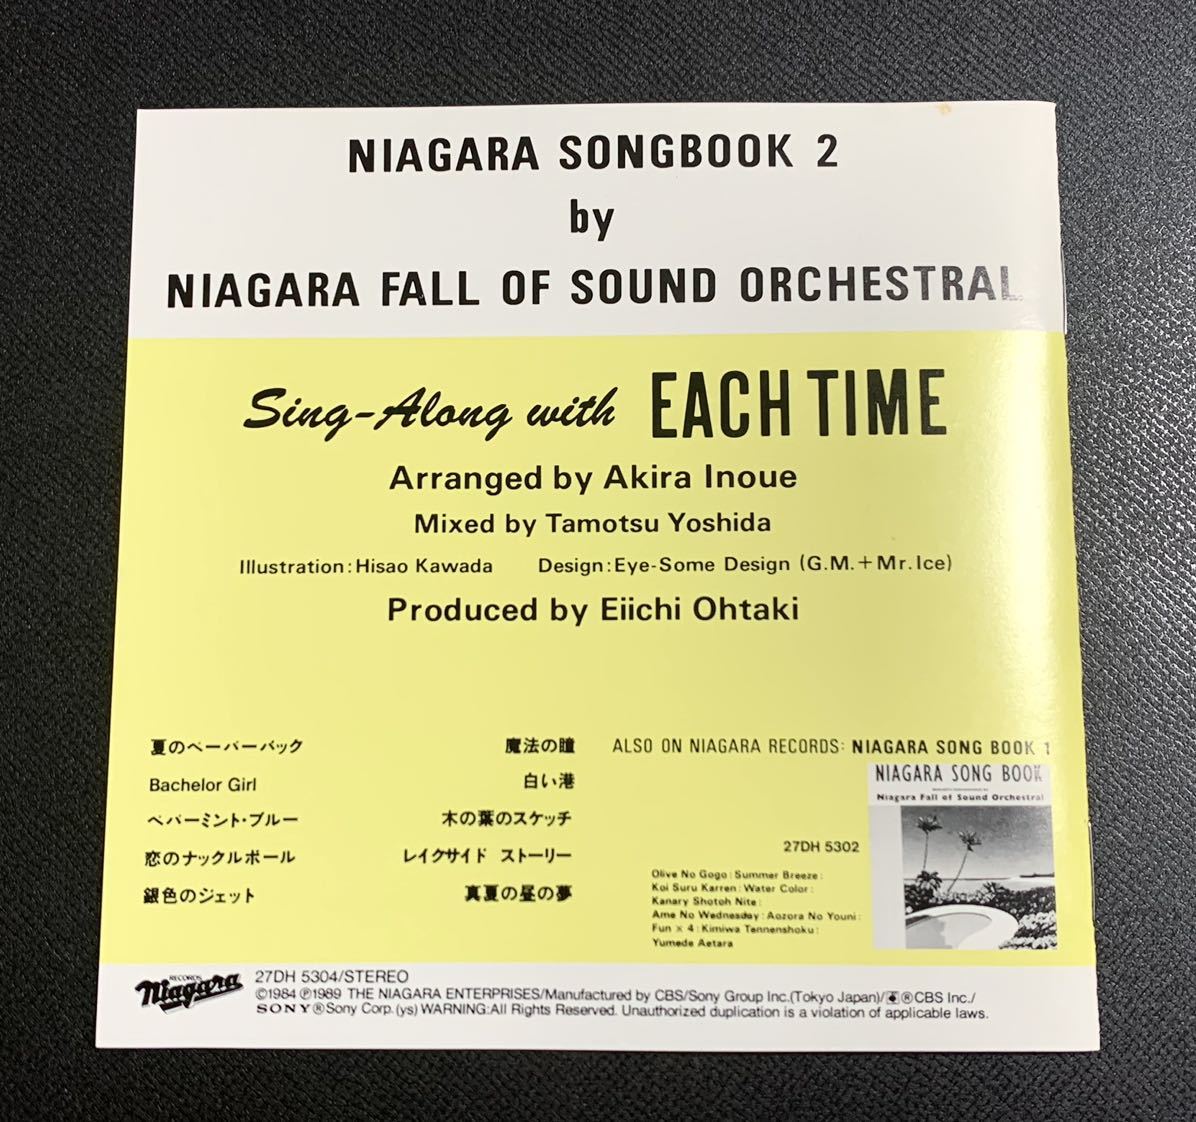 NIAGARA SONGBOOK 2
by
NIAGARA FALL OF SOUND ORCHESTRAL
Sing-Along with EACH TIME
Arranged by Akira Inoue
Mixed by Tamotsu Yoshida
Illustration:Hisao Kawada Design:Eye-Some Design (G.M.+Mr.Ice)
Produced by Eiichi Ohtaki
夏のペーパーバック
Bachelor Girl
ペパーミント・ブルー
恋のナックルボール
銀色のジェット
魔法の瞳
白い港
木の葉のスケッチ
レイクサイド ストーリー
真夏の昼の夢
ALSO ON NIAGARA RECORDS: NIAGARA SONG BOOK 1
NIAGARA SONG BOOK
Niagara Fall of Sound Orchestral
27DH 5302
Olive No Gogo:Summer Breeze:
Koi Suru Karren:Water Color:
Kanary Shotoh Nite:
Ame No Wednesday:Aozora No Youni:
Fun × 4:Kimiwa Tennenshoku:
Yumede Aetara
RECORDS
Niagara
27DH 5304/STEREO
©1984 ℗1989 THE NIAGARA ENTERPRISES/Manufactured by CBS/Sony Group Inc.(Tokyo Japan)/®CBS Inc./
SONY®Sony Corp.(ys) WARNING:All Rights Reserved. Unauthorized duplication is a violation of applicable laws.